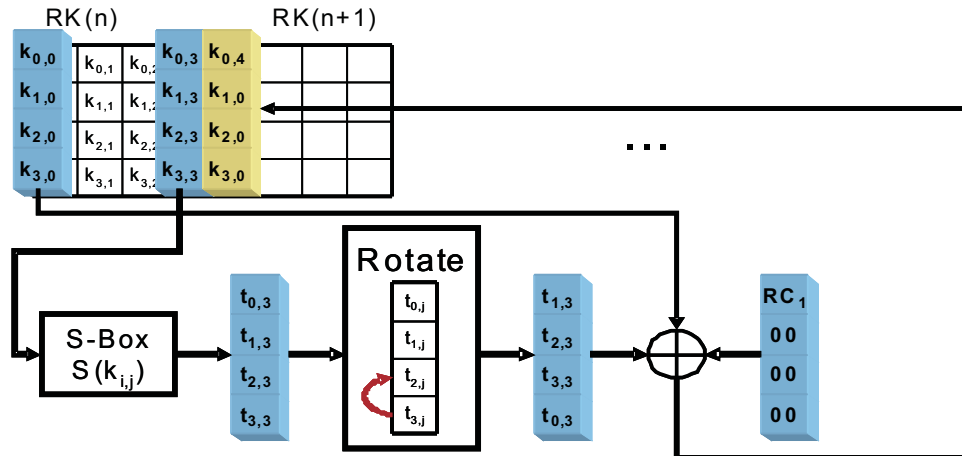 RK(n) RK(n+1)
k0,0 k0,1 k0,2 k0,3 k0,4
k1,0 k1,1 k1,2 k1,3 k1,0
k2,0 k2,1 k2,2 k2,3 k2,0
k3,0 k3,1 k3,2 k3,3 k3,0
...
S-Box
S(ki,j)
t0,3
t1,3
t2,3
t3,3
Rotate
t0,j
t1,j
t2,j
t3,j
t1,3
t2,3
t3,3
t0,3
RC1
00
00
00